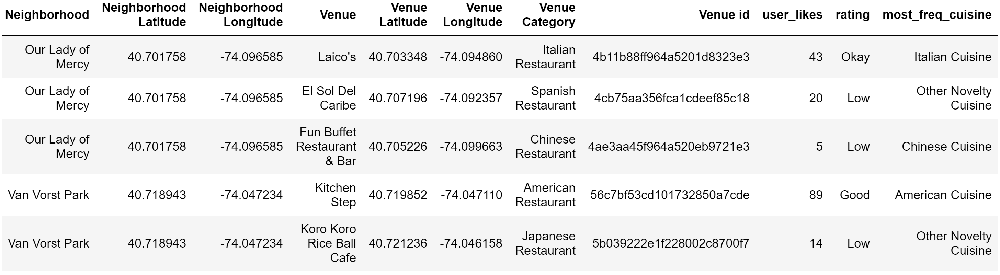 Neighborhood Neighborhood Latitude Neighborhood Longitude Venue Venue Latitude Venue Longitude Venue Category Venue id user_likes rating most_freq_cuisine
Our Lady of Mercy 40.701758 -74.096585 Laico's 40.703348 -74.094860 Italian Restaurant 4b11b88ff964a5201d8323e3 43 Okay Italian Cuisine
Our Lady of Mercy 40.701758 -74.096585 El Sol Del Caribe 40.707196 -74.092357 Spanish Restaurant 4cb75aa356fca1cdeef85c18 20 Low Other Novelty Cuisine
Our Lady of Mercy 40.701758 -74.096585 Fun Buffet Restaurant & Bar 40.705226 -74.099663 Chinese Restaurant 4ae3aa45f964a520eb9721e3 5 Low Chinese Cuisine
Van Vorst Park 40.718943 -74.047234 Kitchen Step 40.719852 -74.047110 American Restaurant 56c7bf53cd101732850a7cde 89 Good American Cuisine
Van Vorst Park 40.718943 -74.047234 Koro Koro Rice Ball Cafe 40.721236 -74.046158 Japanese Restaurant 5b039222e1f228002c8700f7 14 Low Other Novelty Cuisine